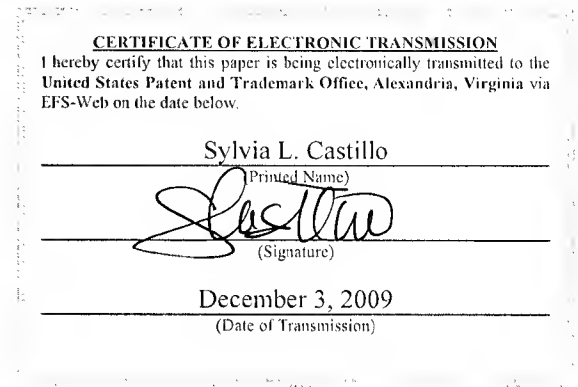 CERTIFICATE OF ELECTRONIC TRANSMISSION
I hereby certify that this paper is being electronically transmitted to the
United States Patent and Trademark Office, Alexandria, Virginia via
EFS-Web on the date below.
Sylvia L. Castillo
(Printed Name)
SCastillo
(Signature)
December 3, 2009
(Date of Transmission)